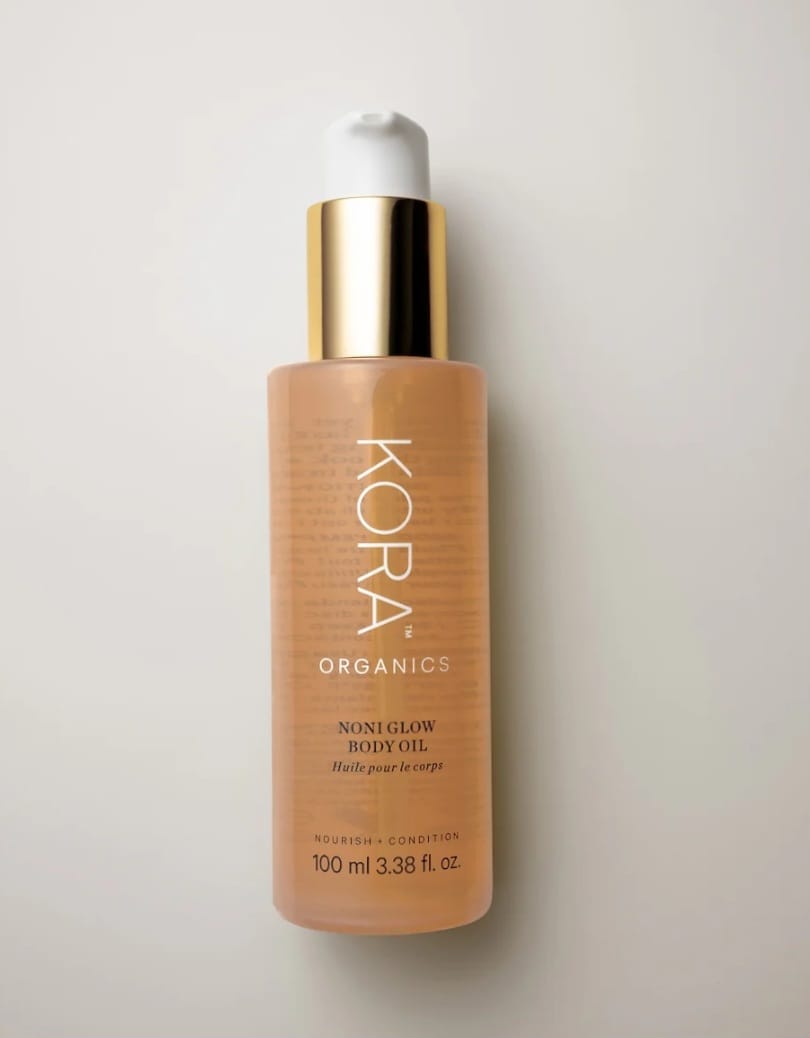 KORA™
ORGANICS
NONI GLOW
BODY OIL
Huile pour le corps
NOURISH + CONDITION
100 ml 3.38 fl. oz.